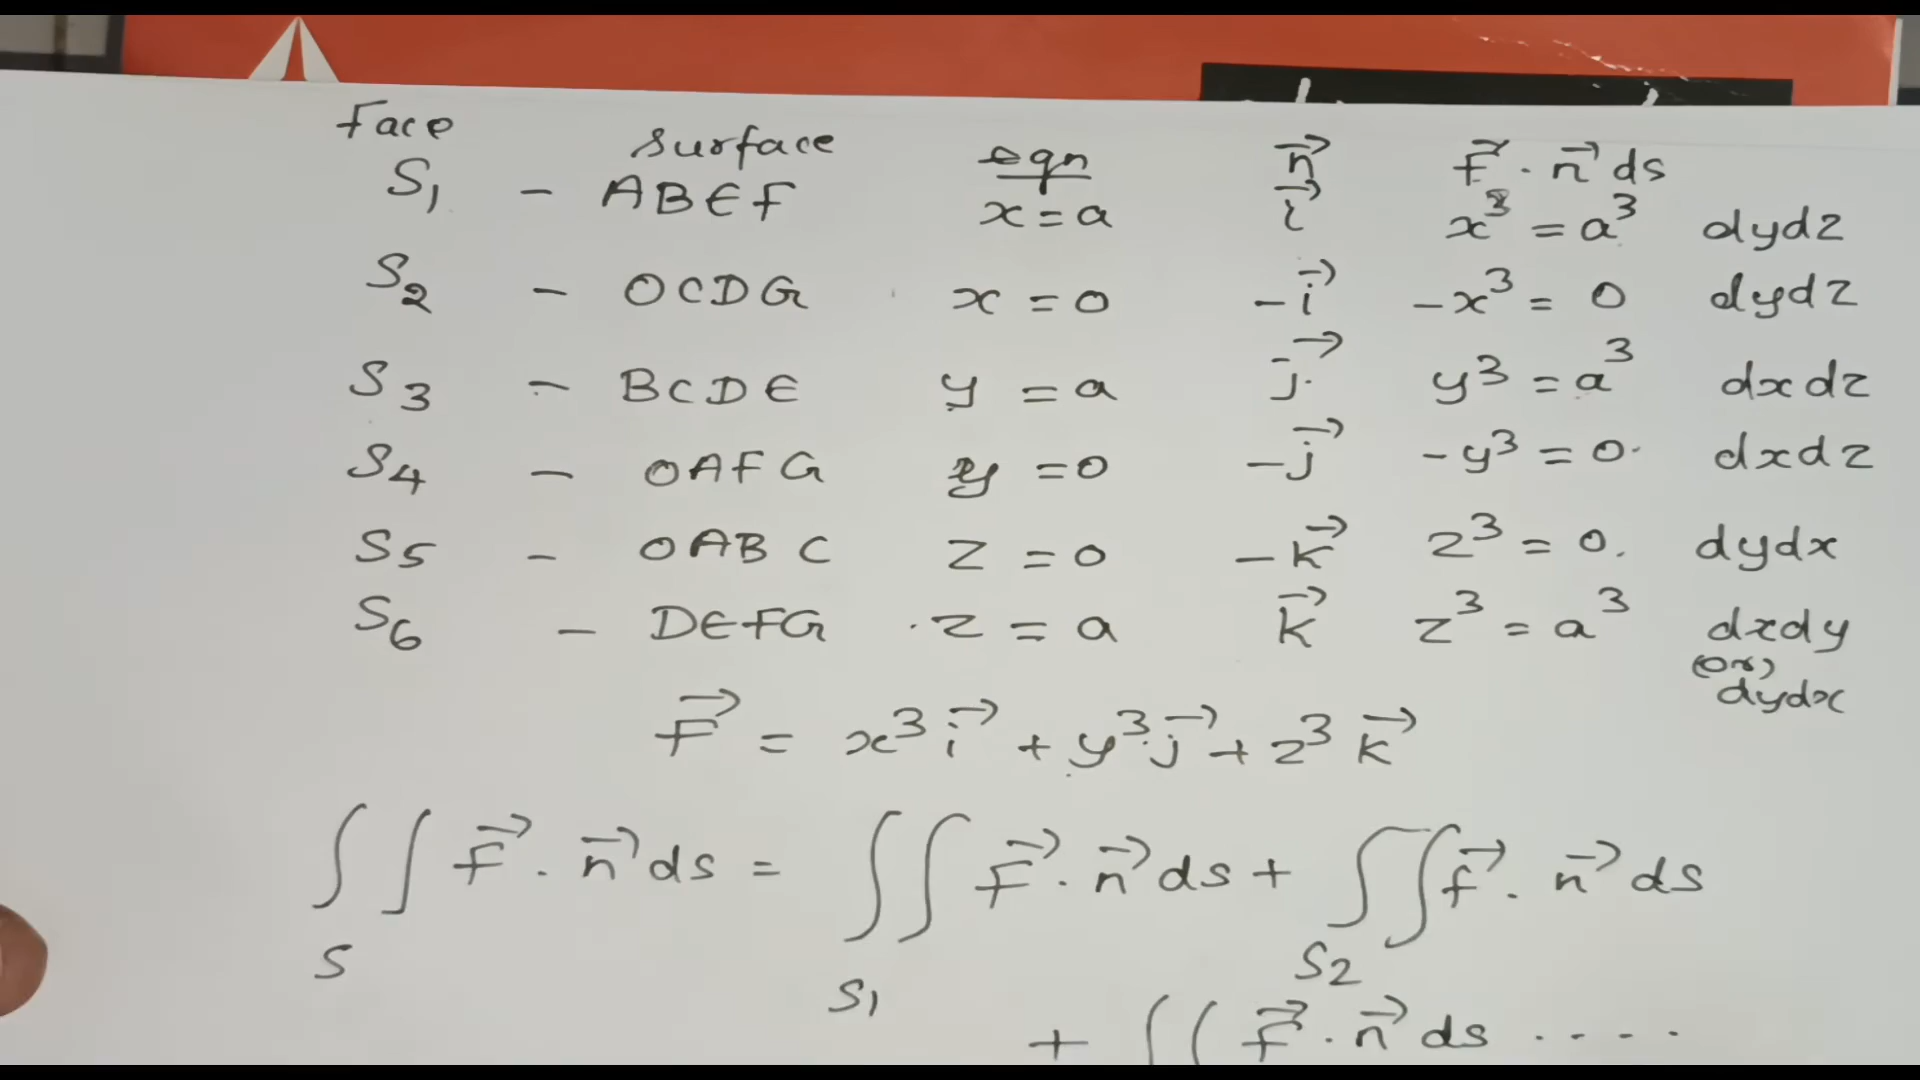 Face surface eqn n⃗ F⃗ · n⃗ ds
S₁ – ABEF x = a i⃗ x³ = a³ dydz
S₂ – OCDG x = 0 –i⃗ –x³ = 0 dydz
S₃ – BCDE y = a j⃗ y³ = a³ dxdz
S₄ – OAFG y = 0 –j⃗ –y³ = 0. dxdz
S₅ – OABC z = 0 –k⃗ z³ = 0. dydx
S₆ – DEFG z = a k⃗ z³ = a³ dxdy
(or)
dydx
F⃗ = x³ i⃗ + y³ j⃗ + z³ k⃗
∫∫ F⃗ · n⃗ ds = ∫∫ F⃗ · n⃗ ds + ∫∫ F⃗ · n⃗ ds
S S₁ S₂
+ ∫∫ F⃗ · n⃗ ds . . . . .